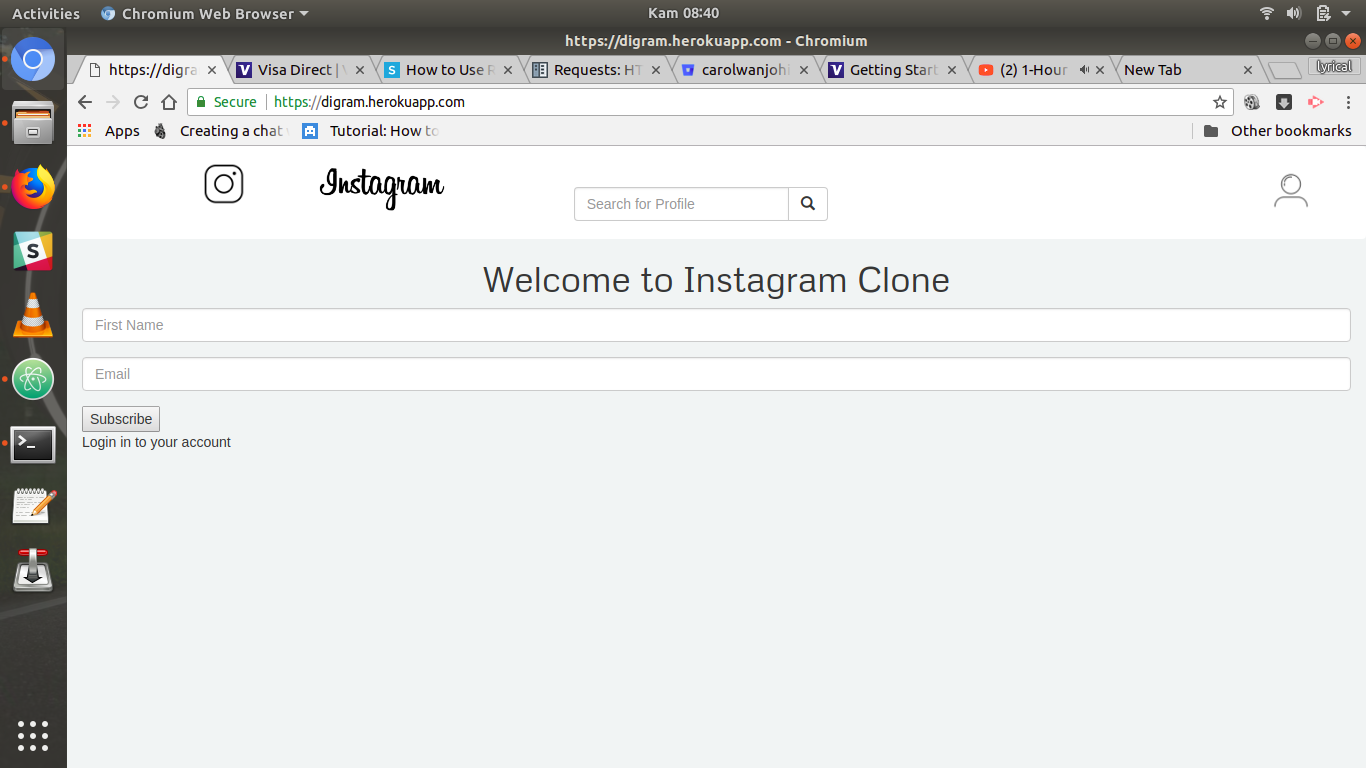 Activities Chromium Web Browser Kam 08:40
https://digram.herokuapp.com - Chromium
https://digra Visa Direct | How to Use R Requests: HT carolwanjohi Getting Start (2) 1-Hour New Tab lyrical
Secure https://digram.herokuapp.com
Apps Creating a chat Tutorial: How to Other bookmarks
Instagram
Search for Profile
Welcome to Instagram Clone
First Name
Email
Subscribe
Login in to your account